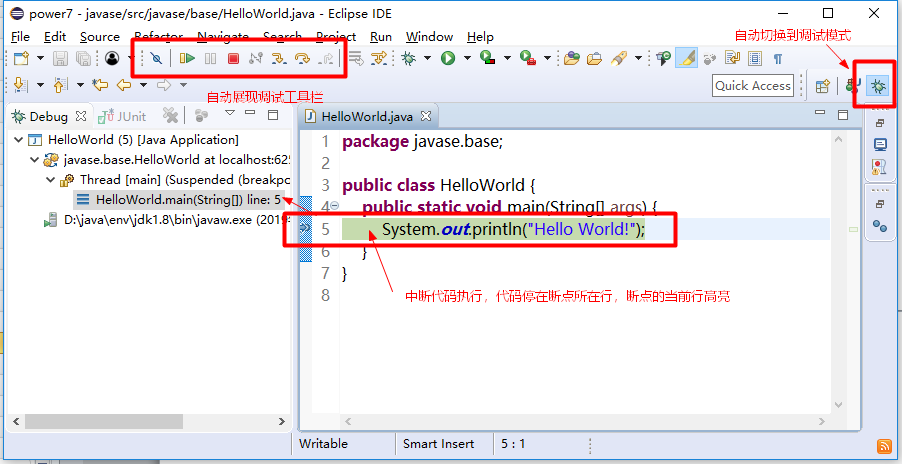 power7 - javase/src/javase/base/HelloWorld.java - Eclipse IDE
File Edit Source Refactor Navigate Search Project Run Window Help
自动切换到调试模式
Quick Access
自动展现调试工具栏
Debug JUnit
HelloWorld.java
HelloWorld (5) [Java Application]
javase.base.HelloWorld at localhost:625
Thread [main] (Suspended (breakpo
HelloWorld.main(String[]) line: 5
D:\java\env\jdk1.8\bin\javaw.exe (2019
1 package javase.base;
2
3 public class HelloWorld {
4 public static void main(String[] args) {
5 System.out.println("Hello World!");
6 }
7 }
8
中断代码执行，代码停在断点所在行，断点的当前行高亮
Writable Smart Insert 5 : 1